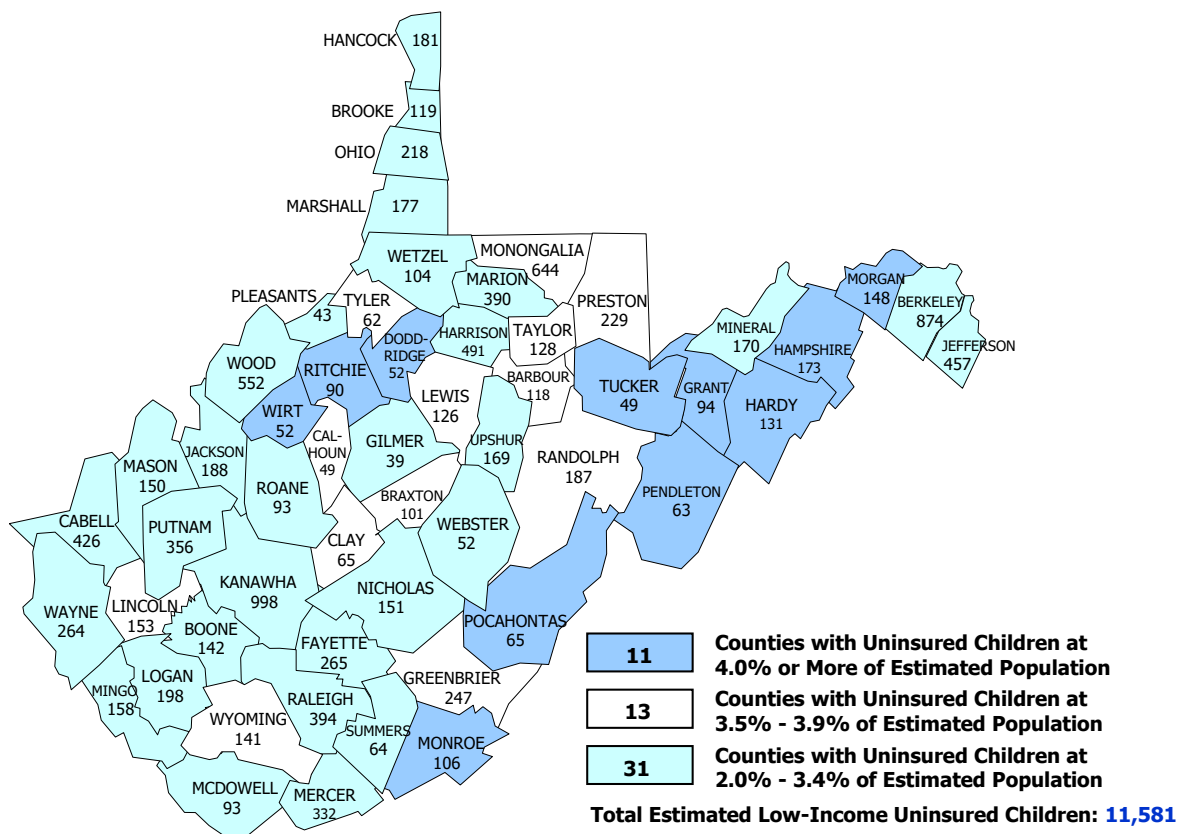 HANCOCK
181
BROOKE
119
OHIO
218
MARSHALL
177
WETZEL
104
MONONGALIA
644
MARION
390
PRESTON
229
PLEASANTS
43
TYLER
62
DODD-
RIDGE
52
HARRISON
491
TAYLOR
128
MINERAL
170
MORGAN
148
BERKELEY
874
JEFFERSON
457
HAMPSHIRE
173
WOOD
552
RITCHIE
90
WIRT
52
LEWIS
126
BARBOUR
118
TUCKER
49
GRANT
94
HARDY
131
MASON
150
JACKSON
188
ROANE
93
CAL-
HOUN
49
GILMER
39
UPSHUR
169
RANDOLPH
187
PENDLETON
63
CABELL
426
PUTNAM
356
BRAXTON
101
WEBSTER
52
CLAY
65
WAYNE
264
LINCOLN
153
KANAWHA
998
NICHOLAS
151
POCAHONTAS
65
BOONE
142
FAYETTE
265
MINGO
158
LOGAN
198
WYOMING
141
RALEIGH
394
SUMMERS
64
GREENBRIER
247
MONROE
106
MCDOWELL
93
MERCER
332
11
Counties with Uninsured Children at
4.0% or More of Estimated Population
13
Counties with Uninsured Children at
3.5% - 3.9% of Estimated Population
31
Counties with Uninsured Children at
2.0% - 3.4% of Estimated Population
Total Estimated Low-Income Uninsured Children: 11,581